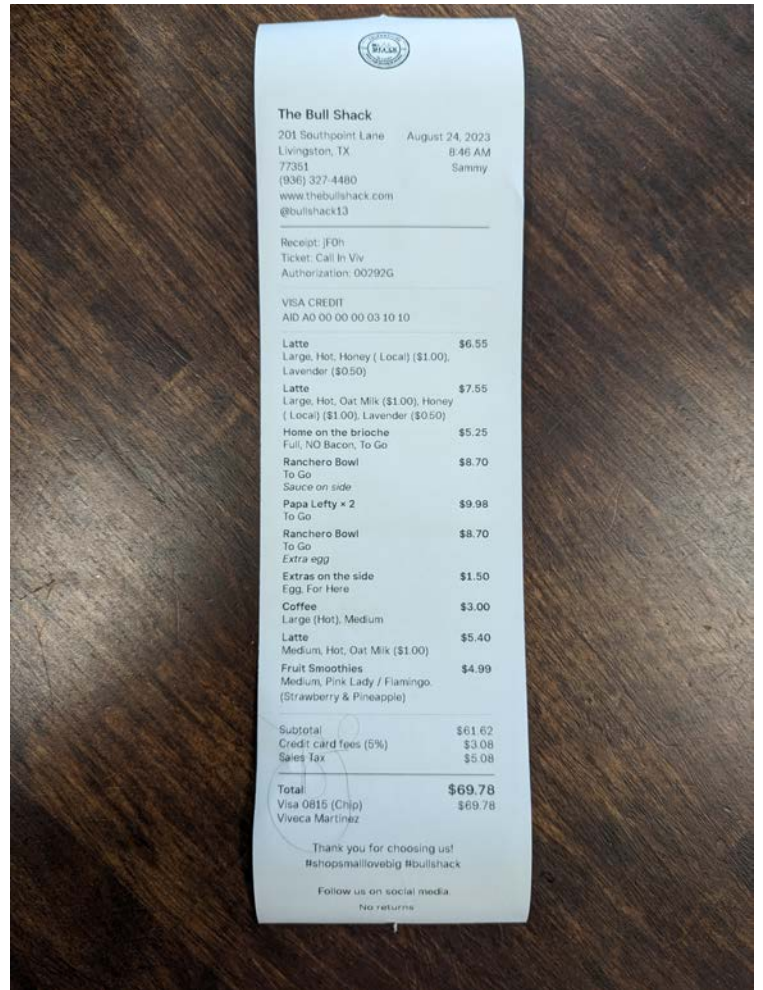 The Bull Shack
201 Southpoint Lane August 24, 2023
Livingston, TX 8:46 AM
77351 Sammy
(936) 327-4480
www.thebullshack.com
@bullshack13
Receipt: jF0h
Ticket: Call In Viv
Authorization: 00292G
VISA CREDIT
AID A0 00 00 00 03 10 10
Latte $6.55
Large, Hot, Honey ( Local) ($1.00),
Lavender ($0.50)
Latte $7.55
Large, Hot, Oat Milk ($1.00), Honey
( Local) ($1.00), Lavender ($0.50)
Home on the brioche $5.25
Full, NO Bacon, To Go
Ranchero Bowl $8.70
To Go
Sauce on side
Papa Lefty × 2 $9.98
To Go
Ranchero Bowl $8.70
To Go
Extra egg
Extras on the side $1.50
Egg, For Here
Coffee $3.00
Large (Hot), Medium
Latte $5.40
Medium, Hot, Oat Milk ($1.00)
Fruit Smoothies $4.99
Medium, Pink Lady / Flamingo
(Strawberry & Pineapple)
Subtotal $61.62
Credit card fees (5%) $3.08
Sales Tax $5.08
Total $69.78
Visa 0815 (Chip) $69.78
Viveca Martinez
Thank you for choosing us!
#shopsmalllovebig #bullshack
Follow us on social media.
No returns